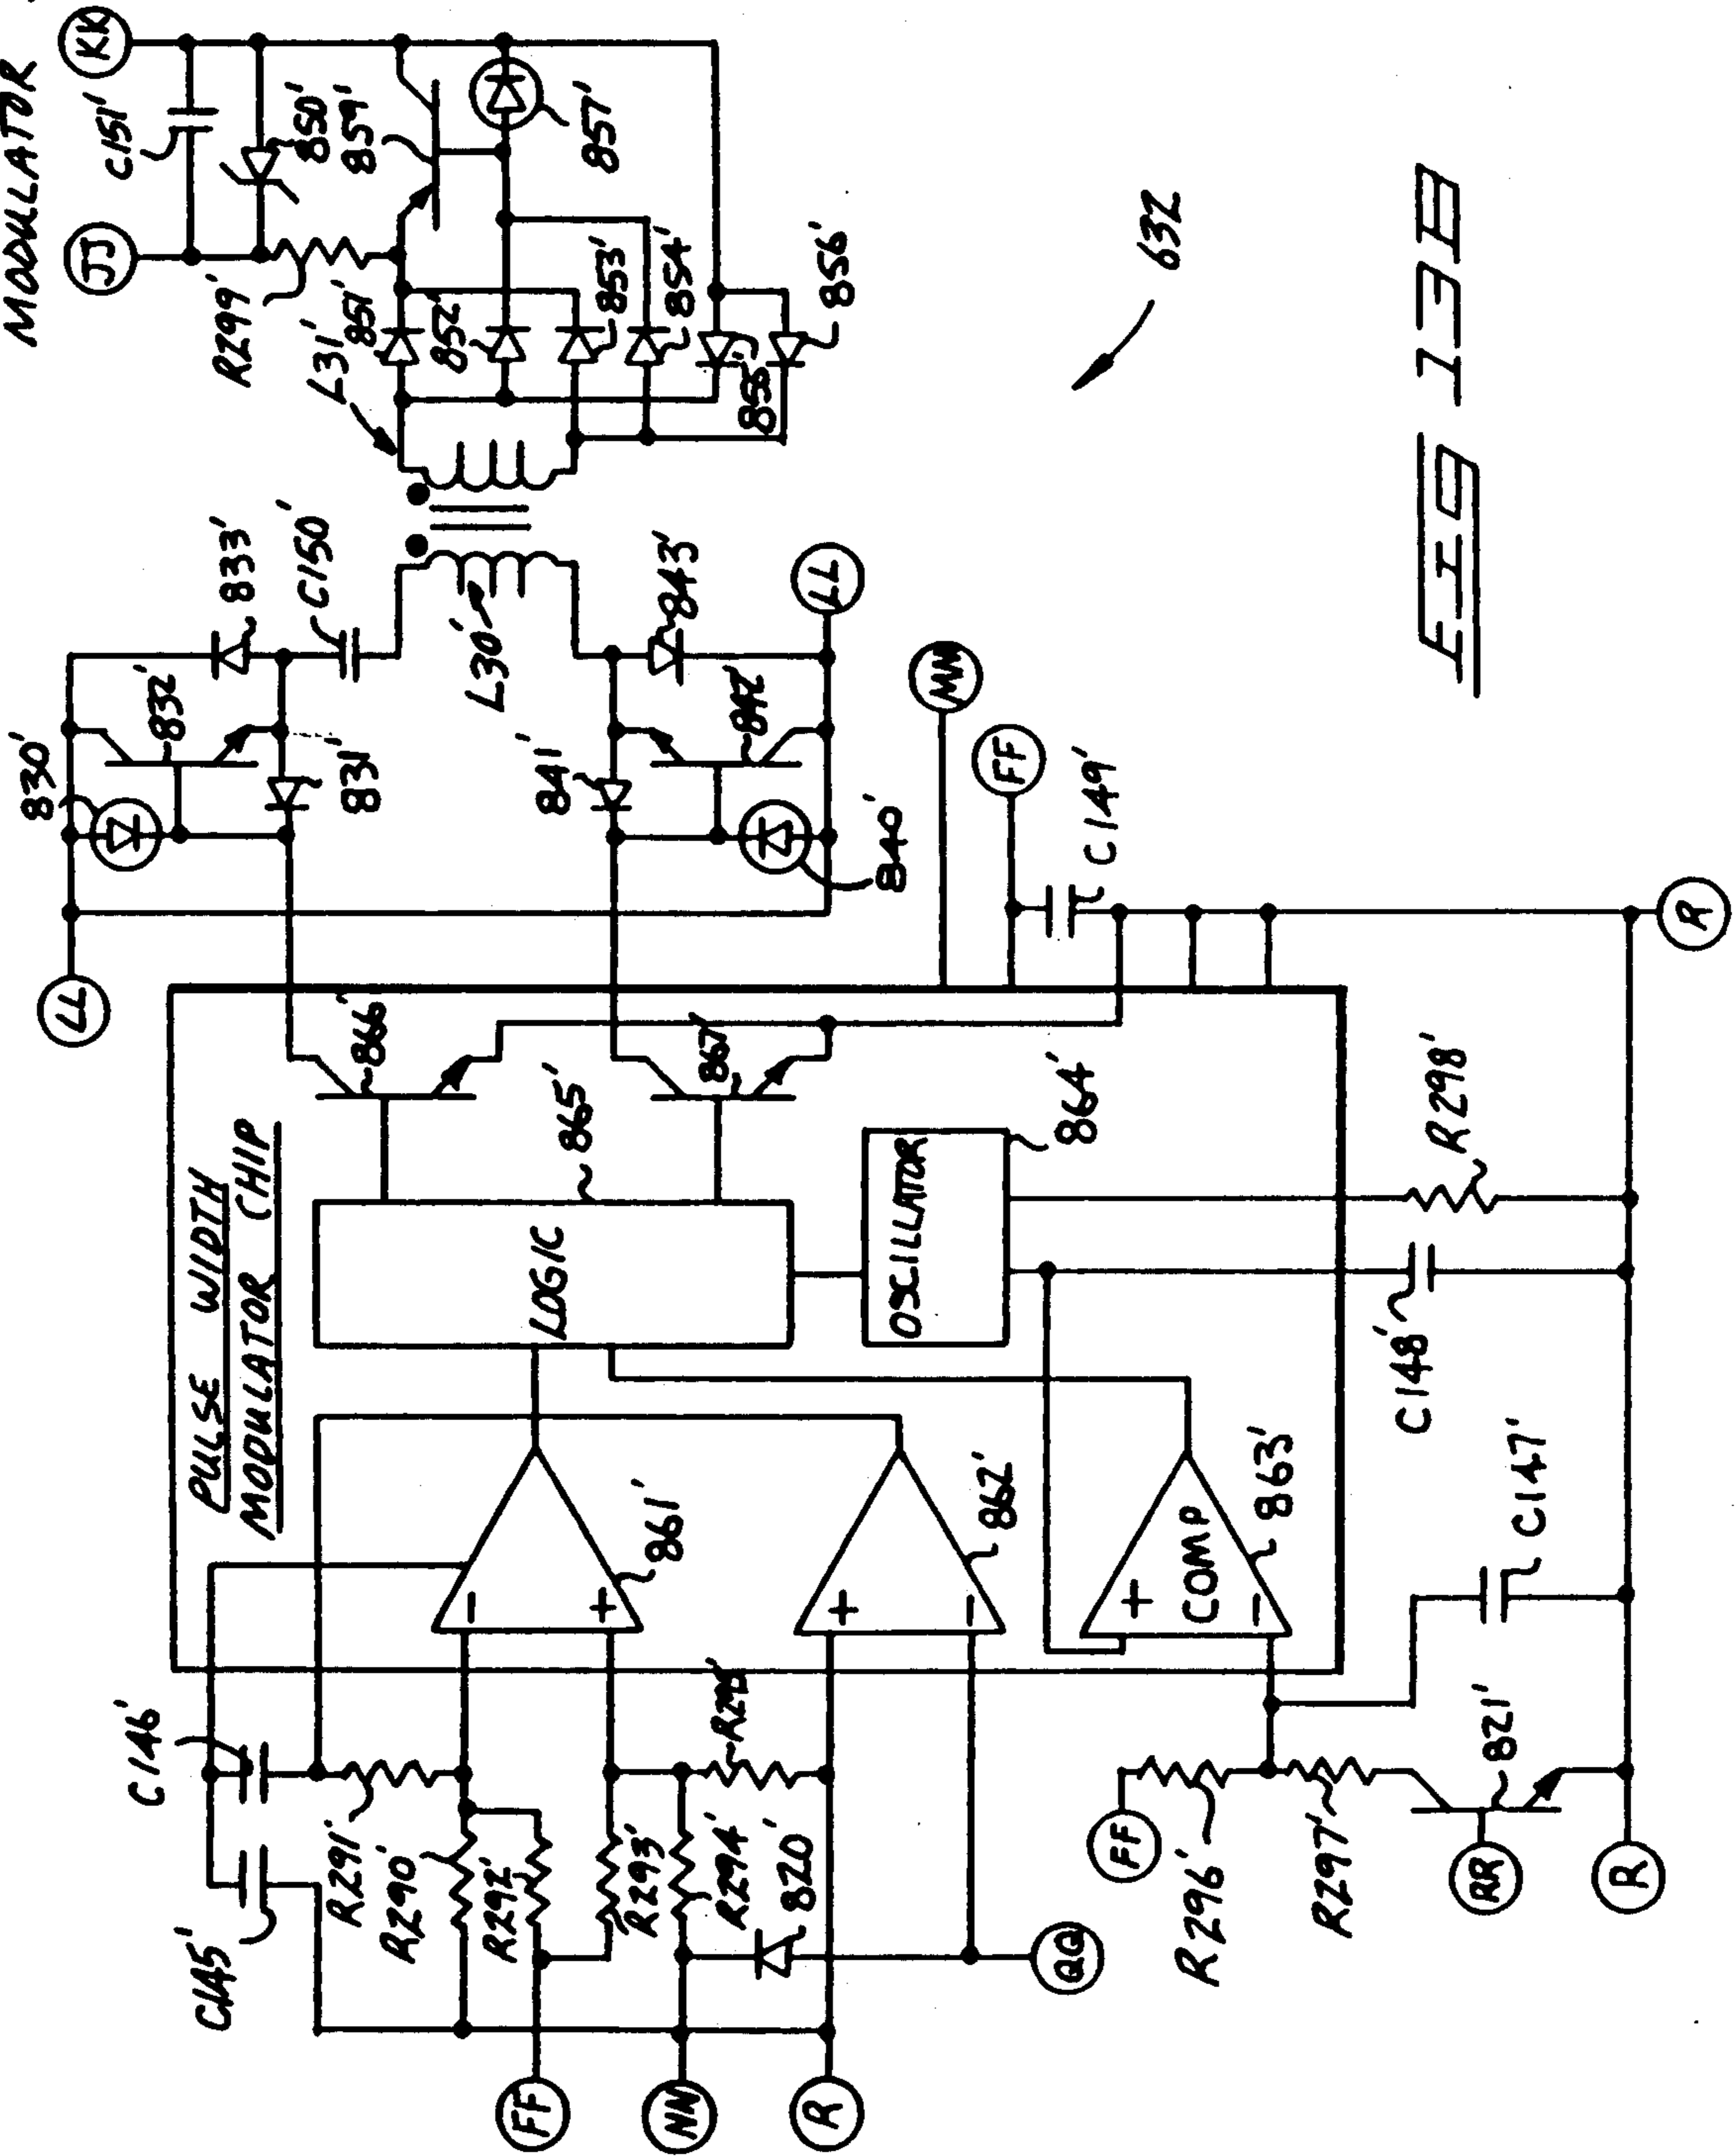 MODULATOR
KK
JJ
C151'
850'
859'
857'
R299'
L31'
851'
852'
853'
854'
855'
856'
632
833'
C150'
L30'
843'
LL
830'
832'
831'
841'
842'
840'
LL
MM
FF
C149'
R
PULSE WIDTH
MODULATOR CHIP
866'
867'
865'
LOGIC
OSCILLATOR
864'
R298'
C148'
C147'
-
+
861'
+
-
862'
+
COMP
-
863'
C146'
C145'
R291'
R290'
R292'
R293'
R294'
820'
FF
NN
R
QQ
FF
R296'
R297'
821'
RR
R
FIG 13B